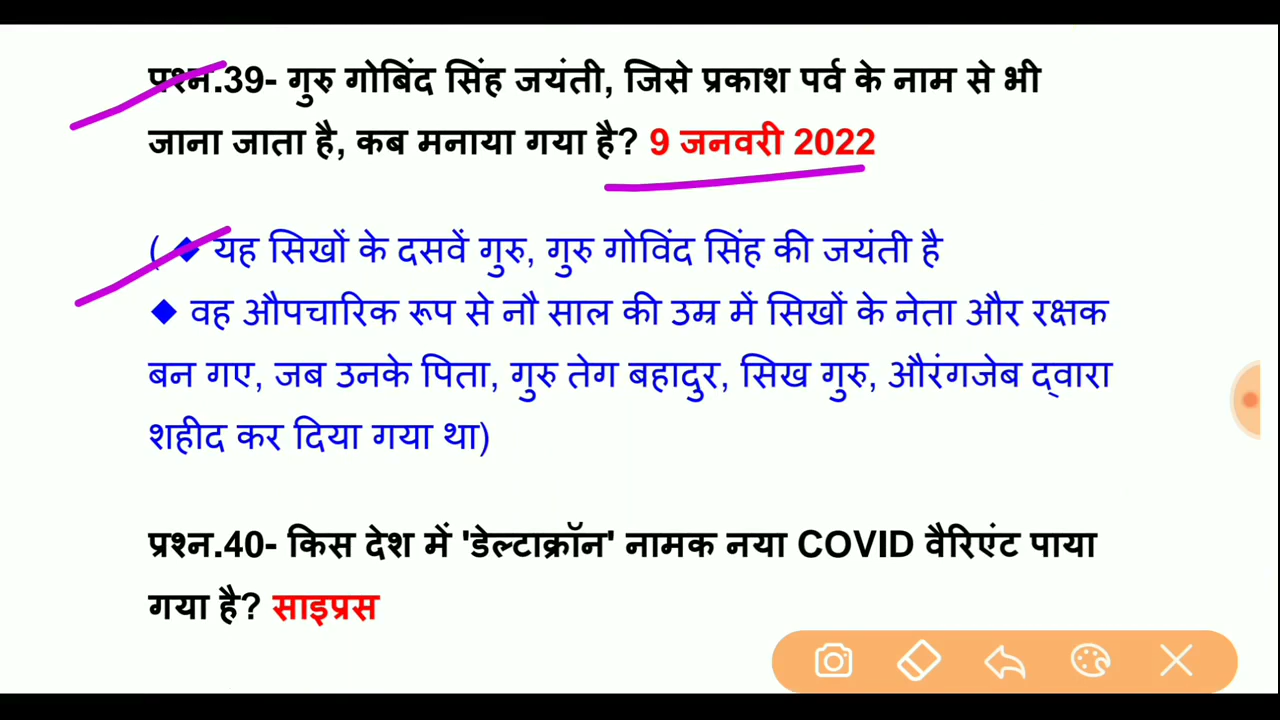 प्रश्न.39- गुरु गोबिंद सिंह जयंती, जिसे प्रकाश पर्व के नाम से भी
जाना जाता है, कब मनाया गया है? 9 जनवरी 2022
( ◆ यह सिखों के दसवें गुरु, गुरु गोविंद सिंह की जयंती है
◆ वह औपचारिक रूप से नौ साल की उम्र में सिखों के नेता और रक्षक
बन गए, जब उनके पिता, गुरु तेग बहादुर, सिख गुरु, औरंगजेब द्वारा
शहीद कर दिया गया था)
प्रश्न.40- किस देश में 'डेल्टाक्रॉन' नामक नया COVID वैरिएंट पाया
गया है? साइप्रस